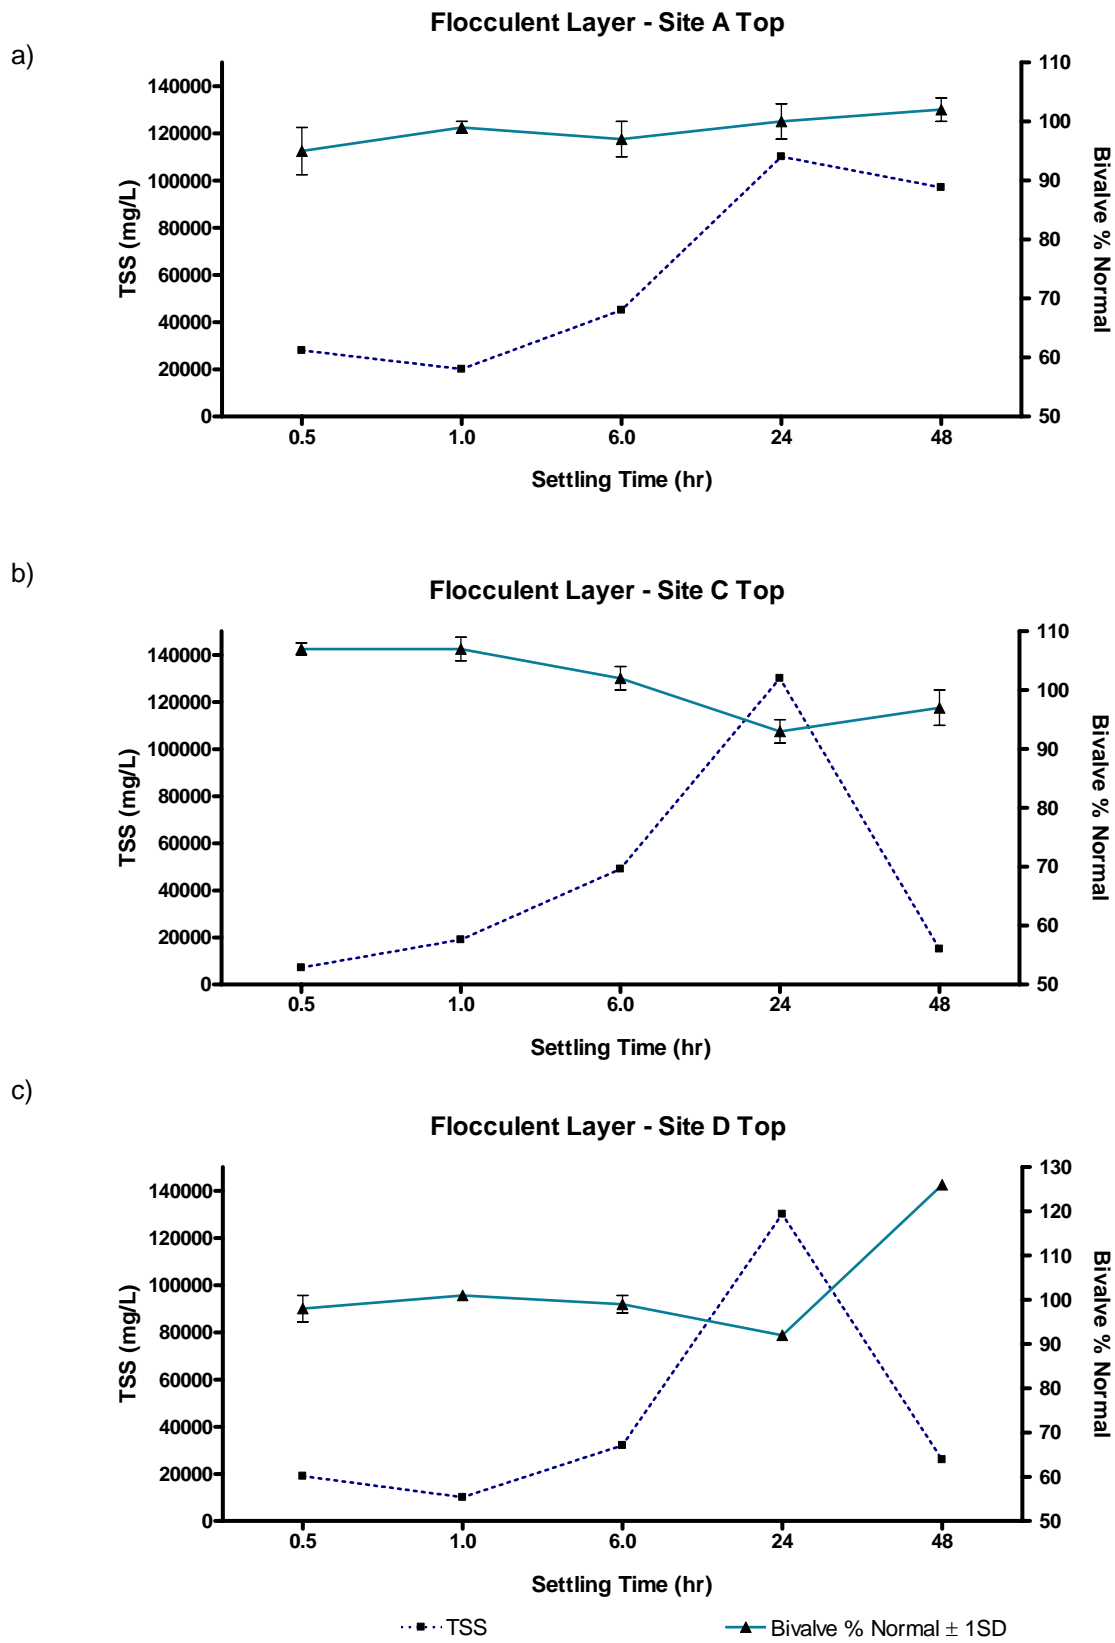 a)
Flocculent Layer - Site A Top
140000
120000
100000
80000
60000
40000
20000
0
TSS (mg/L)
110
100
90
80
70
60
50
Bivalve % Normal
0.5 1.0 6.0 24 48
Settling Time (hr)
b)
Flocculent Layer - Site C Top
140000
120000
100000
80000
60000
40000
20000
0
TSS (mg/L)
110
100
90
80
70
60
50
Bivalve % Normal
0.5 1.0 6.0 24 48
Settling Time (hr)
c)
Flocculent Layer - Site D Top
140000
120000
100000
80000
60000
40000
20000
0
TSS (mg/L)
130
120
110
100
90
80
70
60
50
Bivalve % Normal
0.5 1.0 6.0 24 48
Settling Time (hr)
TSS Bivalve % Normal ± 1SD